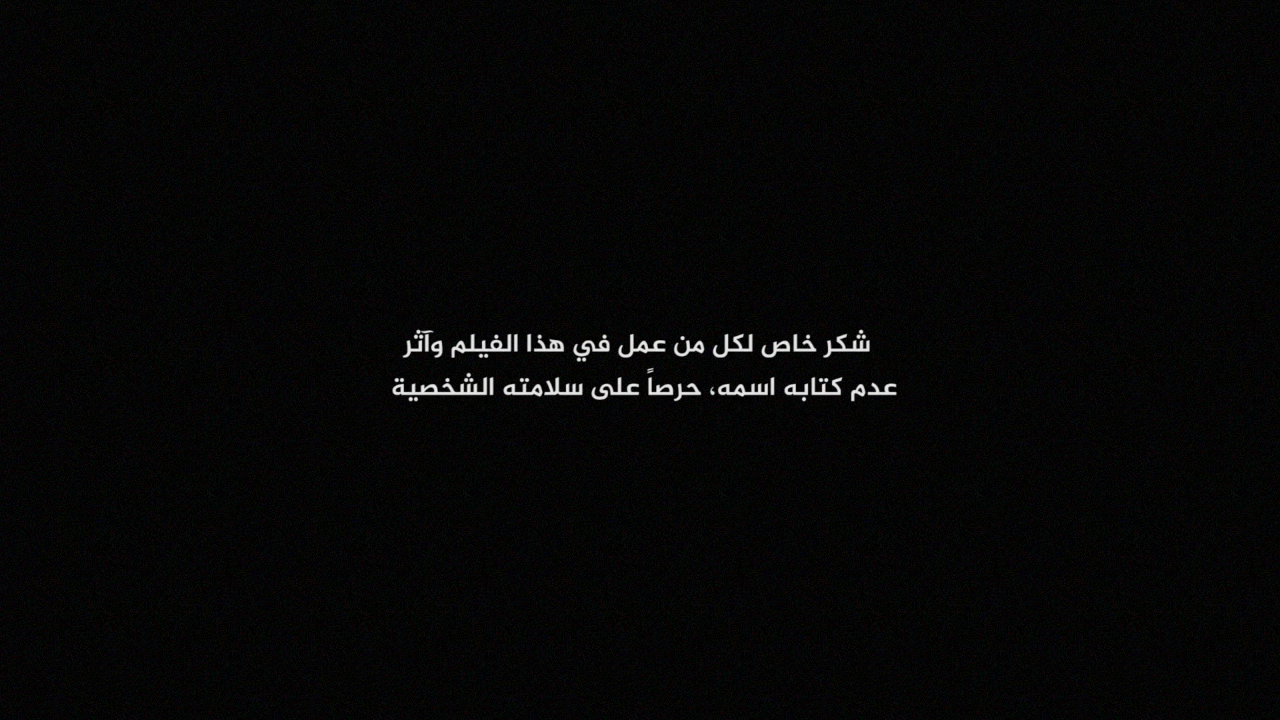 شكر خاص لكل من عمل في هذا الفيلم وآثر
عدم كتابه اسمه، حرصاً على سلامته الشخصية